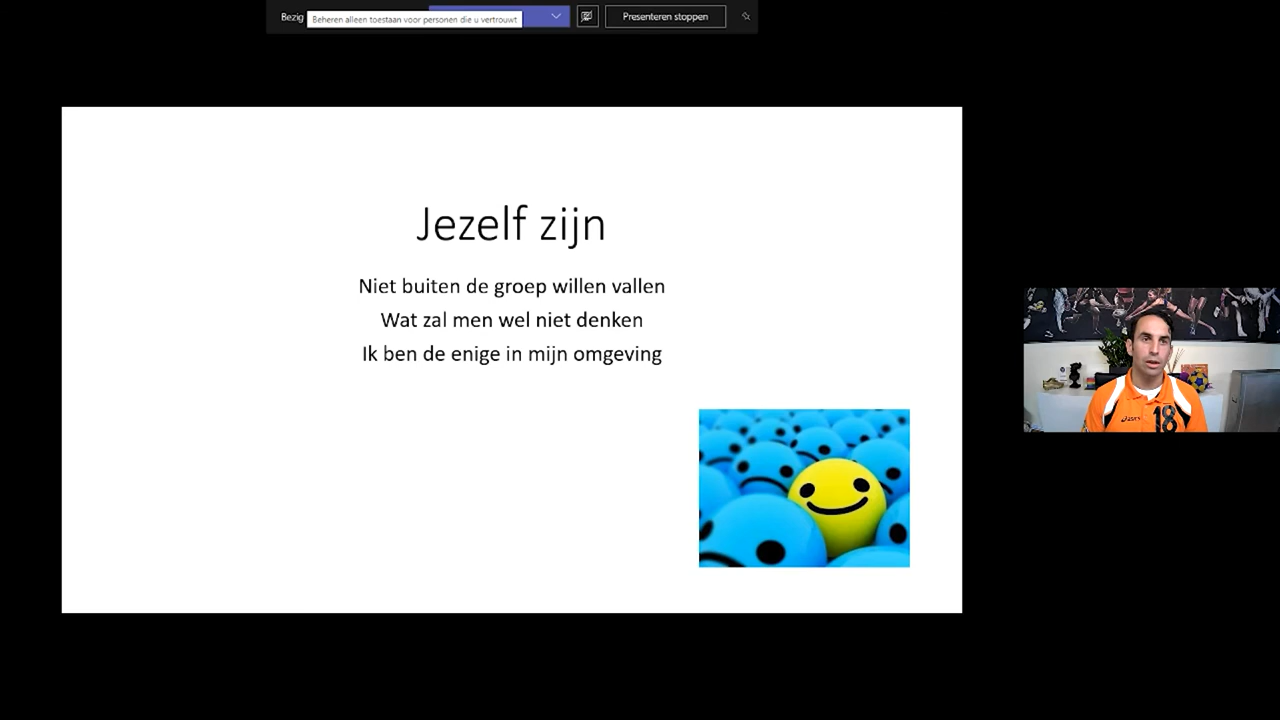 Bezig
Beheren alleen toestaan voor personen die u vertrouwt
Presenteren stoppen
Jezelf zijn
Niet buiten de groep willen vallen
Wat zal men wel niet denken
Ik ben de enige in mijn omgeving
asics
18